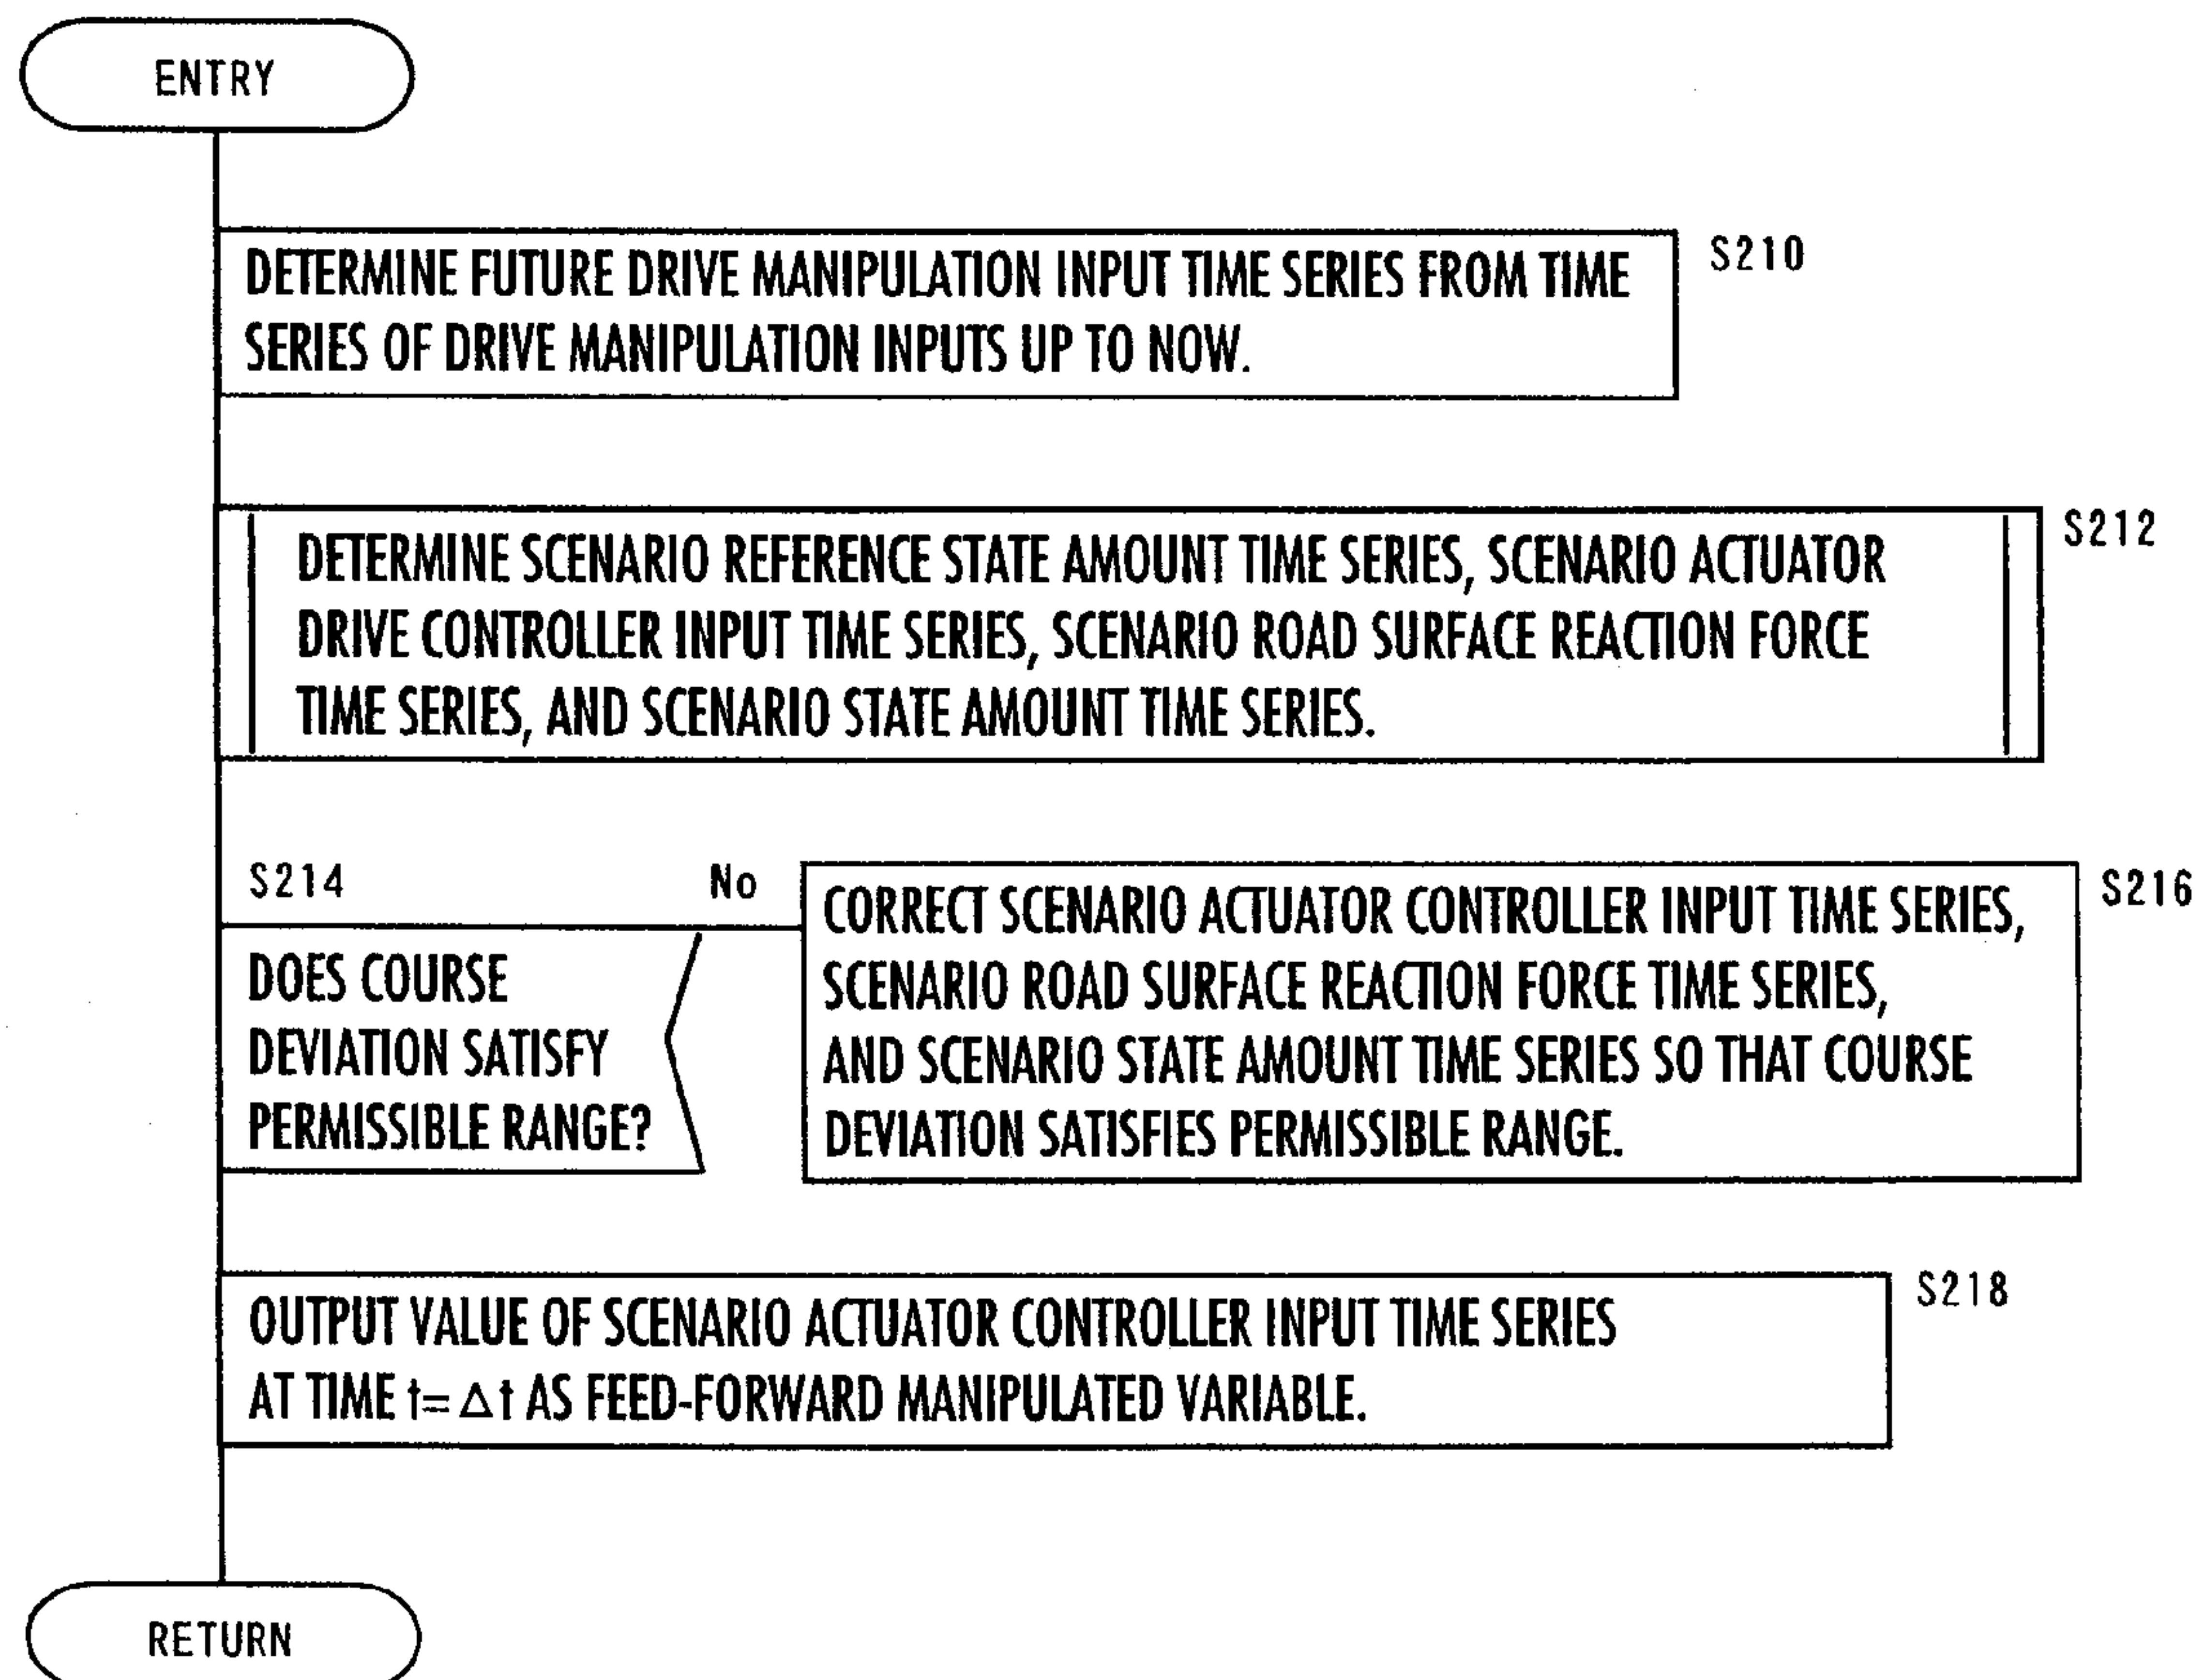 ENTRY
S210
DETERMINE FUTURE DRIVE MANIPULATION INPUT TIME SERIES FROM TIME
SERIES OF DRIVE MANIPULATION INPUTS UP TO NOW.
S212
DETERMINE SCENARIO REFERENCE STATE AMOUNT TIME SERIES, SCENARIO ACTUATOR
DRIVE CONTROLLER INPUT TIME SERIES, SCENARIO ROAD SURFACE REACTION FORCE
TIME SERIES, AND SCENARIO STATE AMOUNT TIME SERIES.
S214
DOES COURSE
DEVIATION SATISFY
PERMISSIBLE RANGE?
No
S216
CORRECT SCENARIO ACTUATOR CONTROLLER INPUT TIME SERIES,
SCENARIO ROAD SURFACE REACTION FORCE TIME SERIES,
AND SCENARIO STATE AMOUNT TIME SERIES SO THAT COURSE
DEVIATION SATISFIES PERMISSIBLE RANGE.
S218
OUTPUT VALUE OF SCENARIO ACTUATOR CONTROLLER INPUT TIME SERIES
AT TIME t= Δt AS FEED-FORWARD MANIPULATED VARIABLE.
RETURN